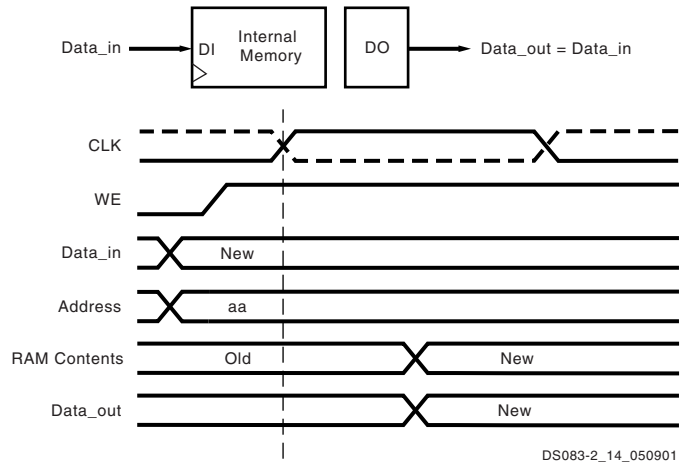 Data_in
DI
Internal
Memory
DO
Data_out = Data_in
CLK
WE
Data_in
New
Address
aa
RAM Contents
Old
New
Data_out
New
DS083-2_14_050901